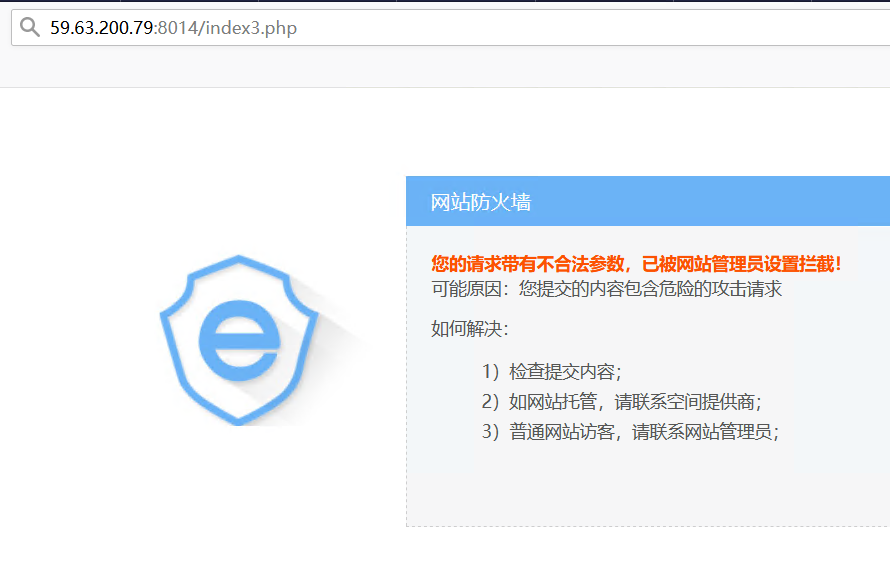 59.63.200.79:8014/index3.php
网站防火墙
您的请求带有不合法参数，已被网站管理员设置拦截！
可能原因：您提交的内容包含危险的攻击请求
如何解决：
1）检查提交内容；
2）如网站托管，请联系空间提供商；
3）普通网站访客，请联系网站管理员；